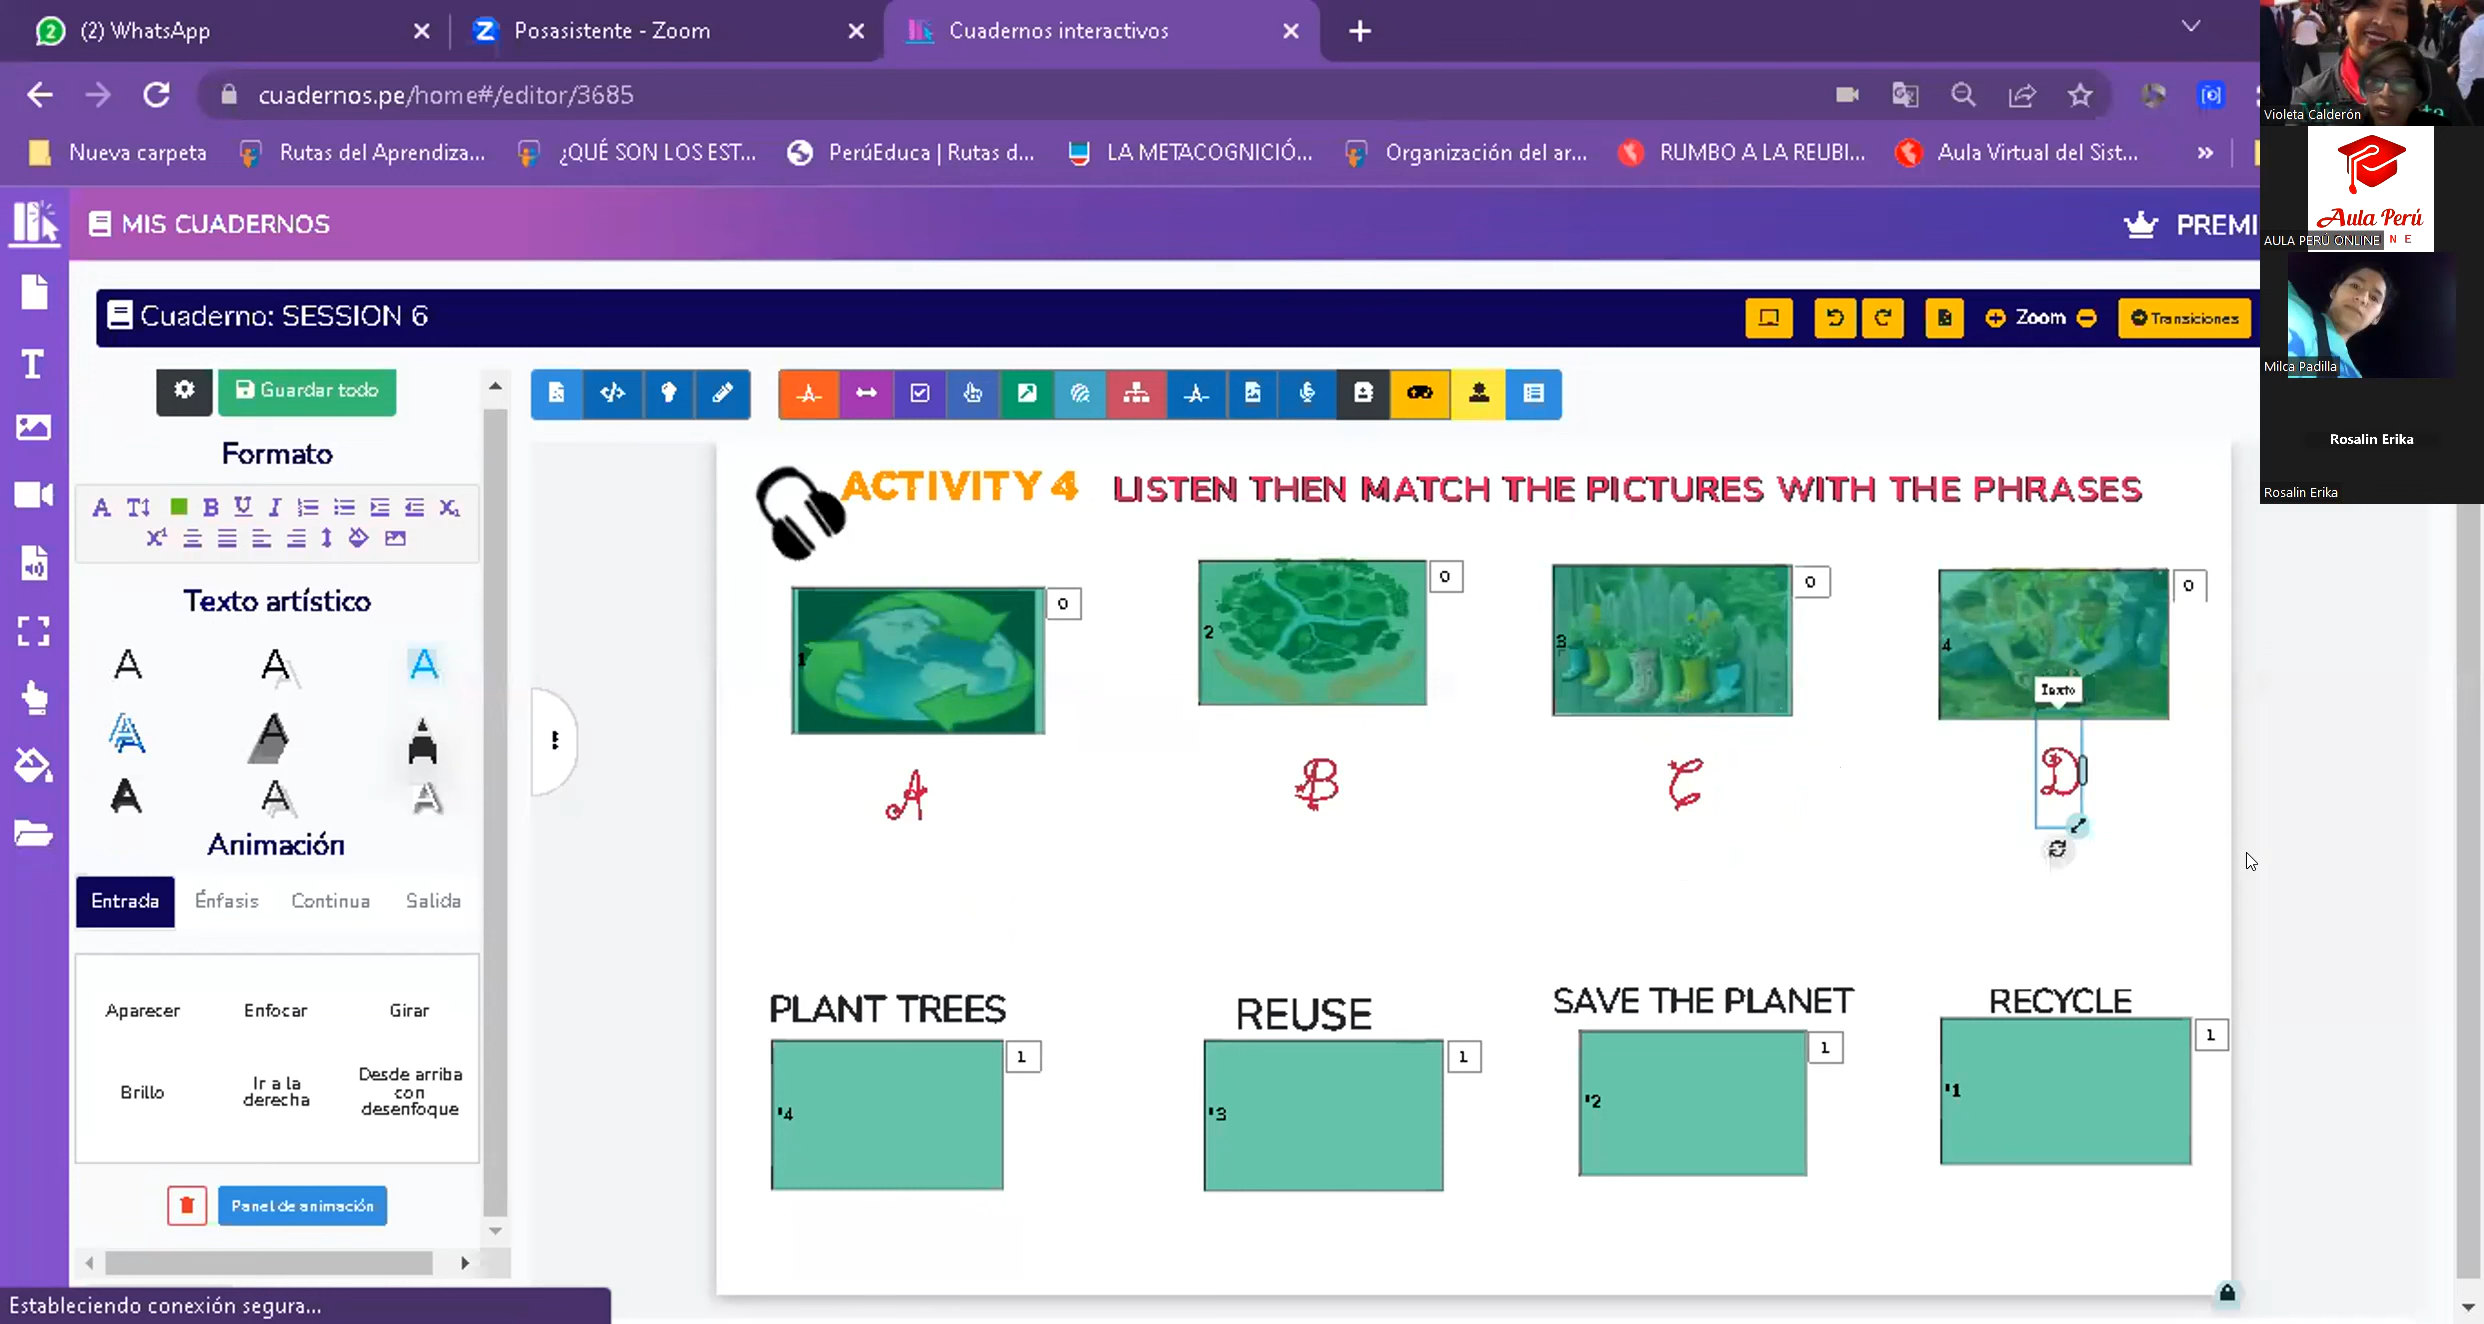 (2) WhatsApp
Posasistente - Zoom
Cuadernos interactivos
cuadernos.pe/home#/editor/3685
Nueva carpeta
Rutas del Aprendiza...
¿QUÉ SON LOS EST...
PerúEduca | Rutas d...
LA METACOGNICIÓ...
Organización del ar...
RUMBO A LA REUBI...
Aula Virtual del Sist...
Violeta Calderón
Aula Perú
N E
AULA PERÚ ONLINE
Milca Padilla
Rosalin Erika
Rosalin Erika
MIS CUADERNOS
PREMI
Cuaderno: SESSION 6
Zoom
Transiciones
Guardar todo
Formato
Texto artístico
Animación
Entrada
Énfasis
Continua
Salida
Aparecer
Enfocar
Girar
Brillo
Ir a la derecha
Desde arriba con desenfoque
Panel de animación
Estableciendo conexión segura...
ACTIVITY 4
LISTEN THEN MATCH THE PICTURES WITH THE PHRASES
1
0
2
0
3
0
4
0
Texto
A
B
C
D
PLANT TREES
REUSE
SAVE THE PLANET
RECYCLE
'4
1
'3
1
'2
1
'1
1